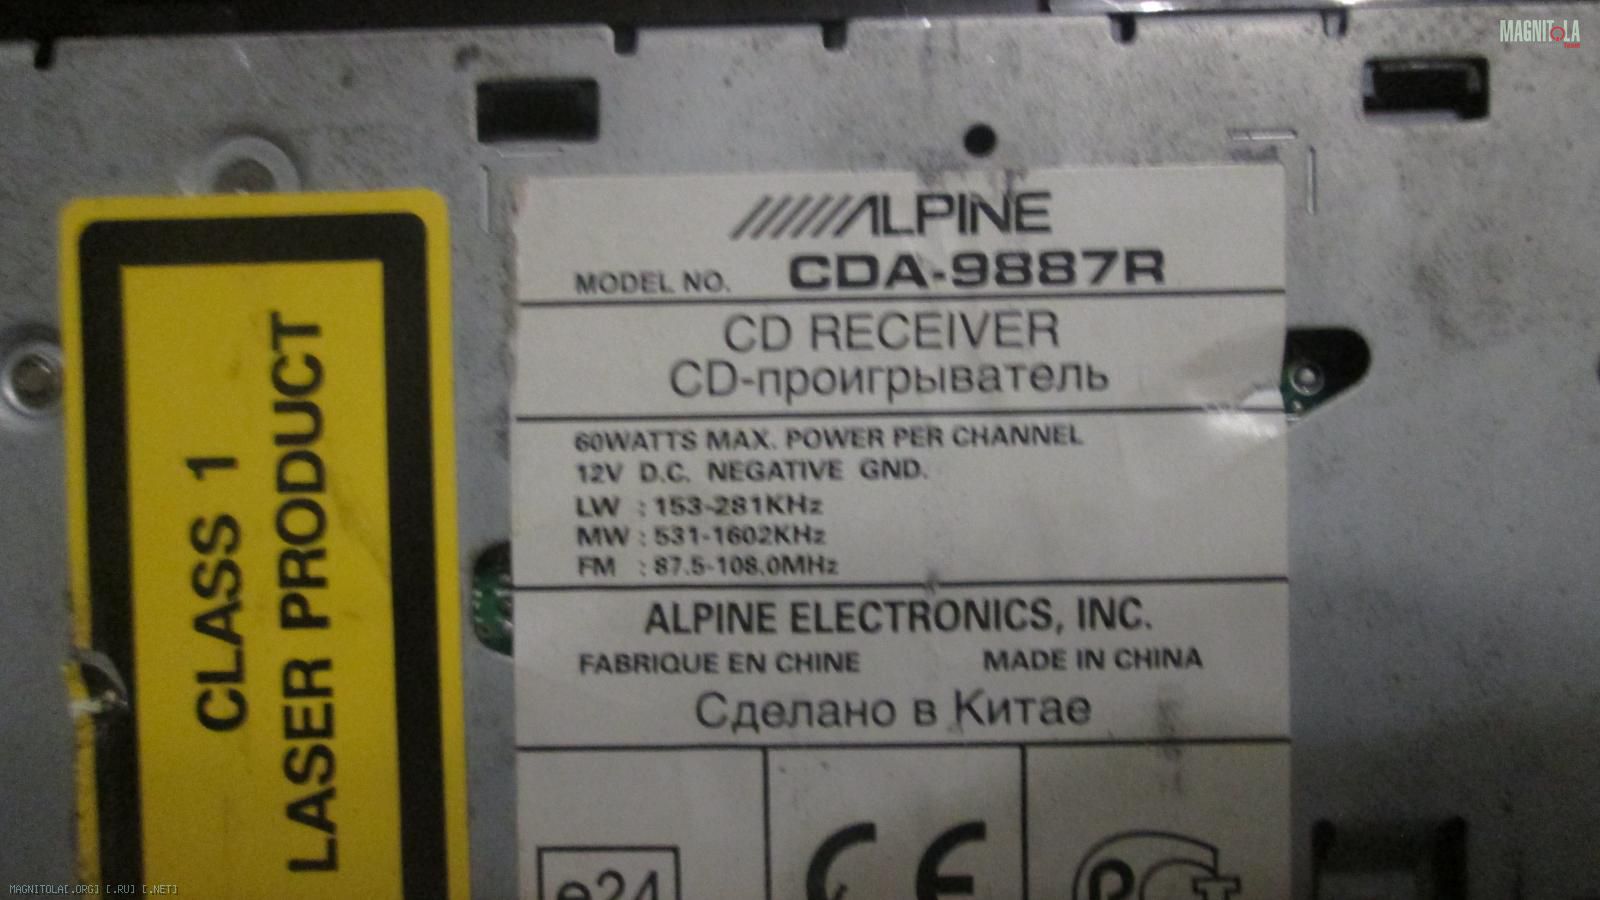 MAGNITOLA
Team
ALPINE
MODEL NO. CDA-9887R
CD RECEIVER
CD-проигрыватель
60WATTS MAX. POWER PER CHANNEL
12V D.C. NEGATIVE GND.
LW : 153-281KHz
MW : 531-1602KHz
FM : 87.5-108.0MHz
ALPINE ELECTRONICS, INC.
FABRIQUE EN CHINE MADE IN CHINA
Сделано в Китае
e24
CE
CLASS 1
LASER PRODUCT
MAGNITOLA[.ORG] [.RU] [.NET]